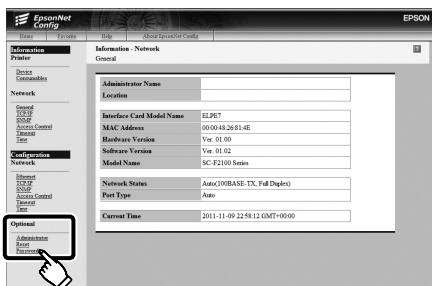 EpsonNet
Config
EPSON
Home Favorite Help About EpsonNet Config
Information
Printer
Device
Consumables
Network
General
TCP/IP
SNMP
Access Control
Timeout
Time
Configuration
Network
Ethernet
TCP/IP
SNMP
Access Control
Timeout
Time
Optional
Administrator
Reset
Password
Information - Network
General
?
Administrator Name
Location
Interface Card Model Name ELPE7
MAC Address 00:00:48:26:81:4E
Hardware Version Ver. 01.00
Software Version Ver. 01.02
Model Name SC-F2100 Series
Network Status Auto(100BASE-TX, Full Duplex)
Port Type Auto
Current Time 2011-11-09 22:58:12 GMT+00:00